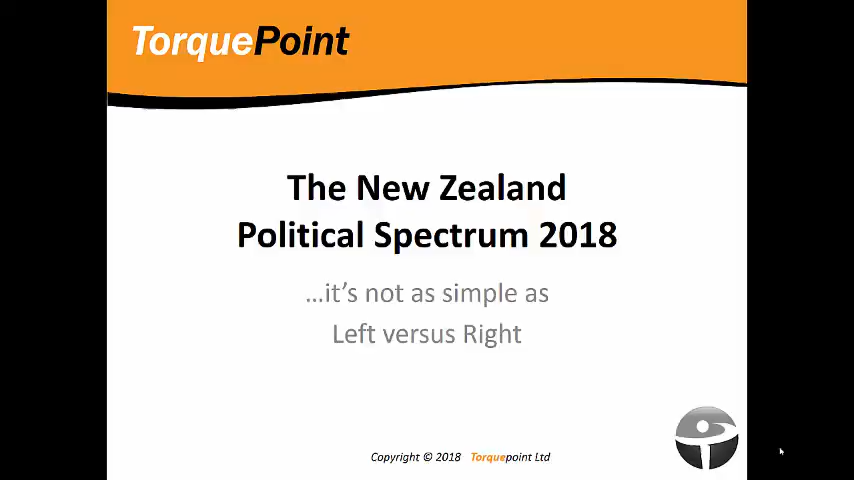 TorquePoint
The New Zealand
Political Spectrum 2018
...it's not as simple as
Left versus Right
Copyright © 2018 Torquepoint Ltd